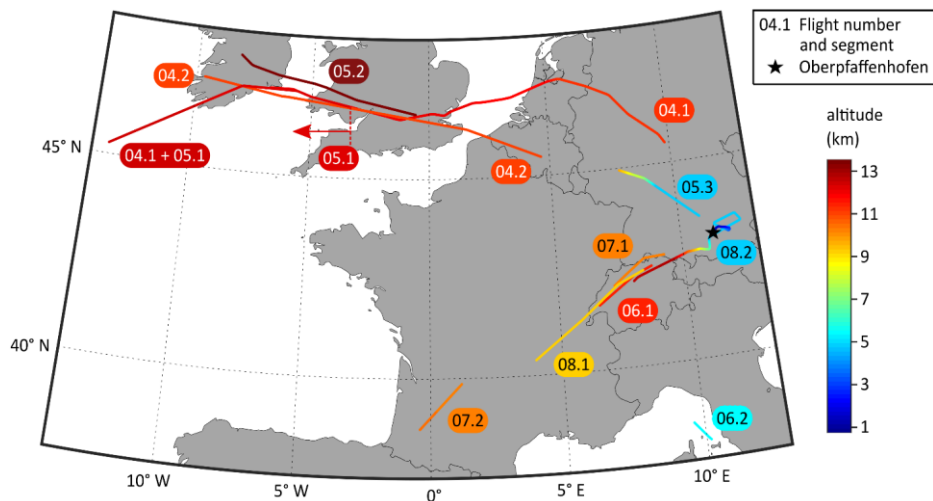 04.1 Flight number
and segment
★ Oberpfaffenhofen
04.2
05.2
04.1
04.1 + 05.1
05.1
04.2
05.3
07.1
08.2
06.1
08.1
07.2
06.2
45° N
40° N
10° W
5° W
0°
5° E
10° E
altitude
(km)
13
11
9
7
5
3
1